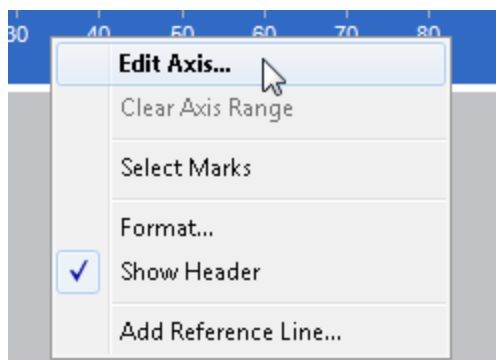 30 40 50 60 70 80
Edit Axis...
Clear Axis Range
Select Marks
Format...
Show Header
Add Reference Line...